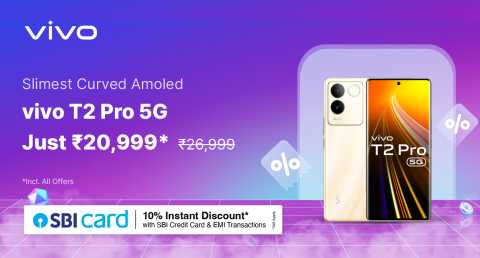 vivo
Slimest Curved Amoled
vivo T2 Pro 5G
Just ₹20,999* ₹26,999
*Incl. All Offers
SBI card
10% Instant Discount*
with SBI Credit Card & EMI Transactions
%
%
vivo
T2 Pro
5G